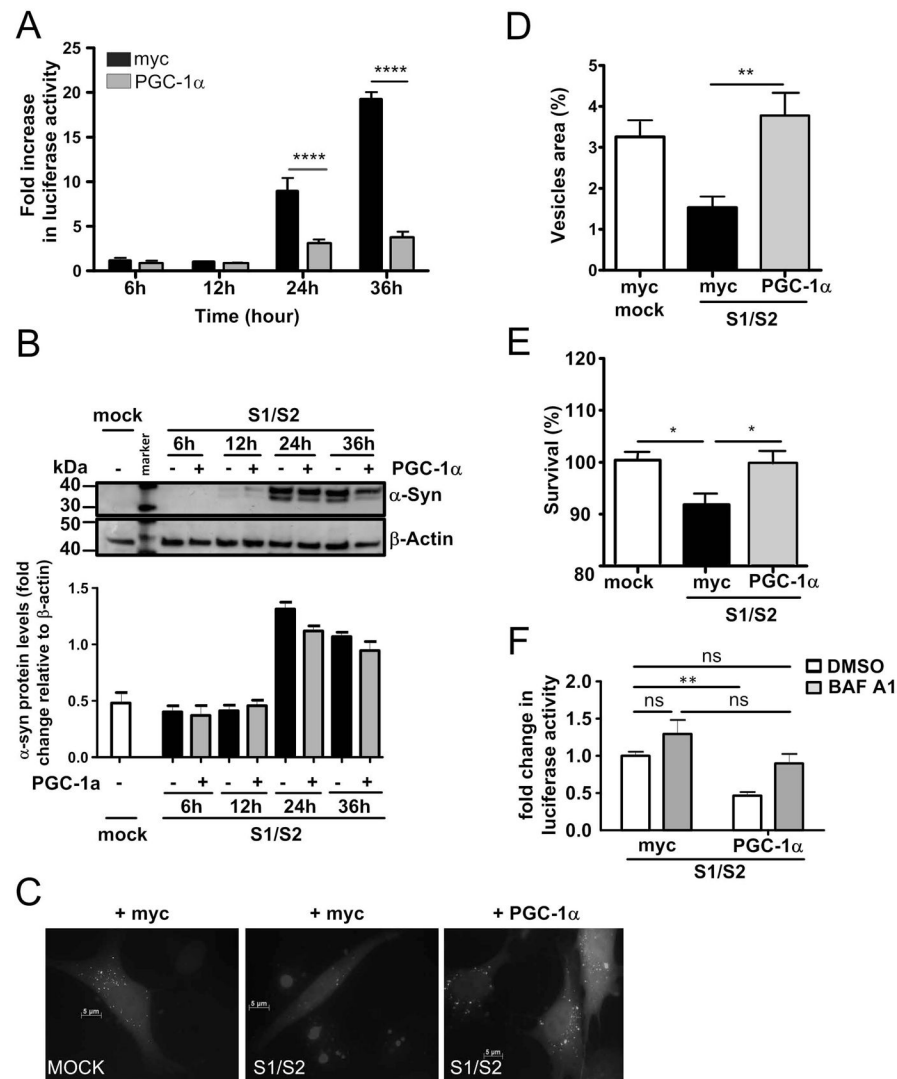 A
myc
PGC-1α
Fold increase
in luciferase activity
25
20
15
10
5
0
****
****
6h 12h 24h 36h
Time (hour)
B
mock S1/S2
marker
6h 12h 24h 36h
kDa - - + - + - + - + PGC-1α
40
30
α-Syn
50
40
β-Actin
α-syn protein levels (fold
change relative to β-actin)
1.5
1.0
0.5
0.0
PGC-1a - - + - + - + - +
6h 12h 24h 36h
mock S1/S2
C
+ myc + myc + PGC-1α
5 µm 5 µm 5 µm
MOCK S1/S2 S1/S2
D
Vesicles area (%)
5
4
3
2
1
0
**
myc myc PGC-1α
mock S1/S2
E
Survival (%)
120
110
100
90
80
* *
mock myc PGC-1α
S1/S2
F
DMSO
BAF A1
fold change in
luciferase activity
2.0
1.5
1.0
0.5
0.0
ns
**
ns ns
myc PGC-1α
S1/S2